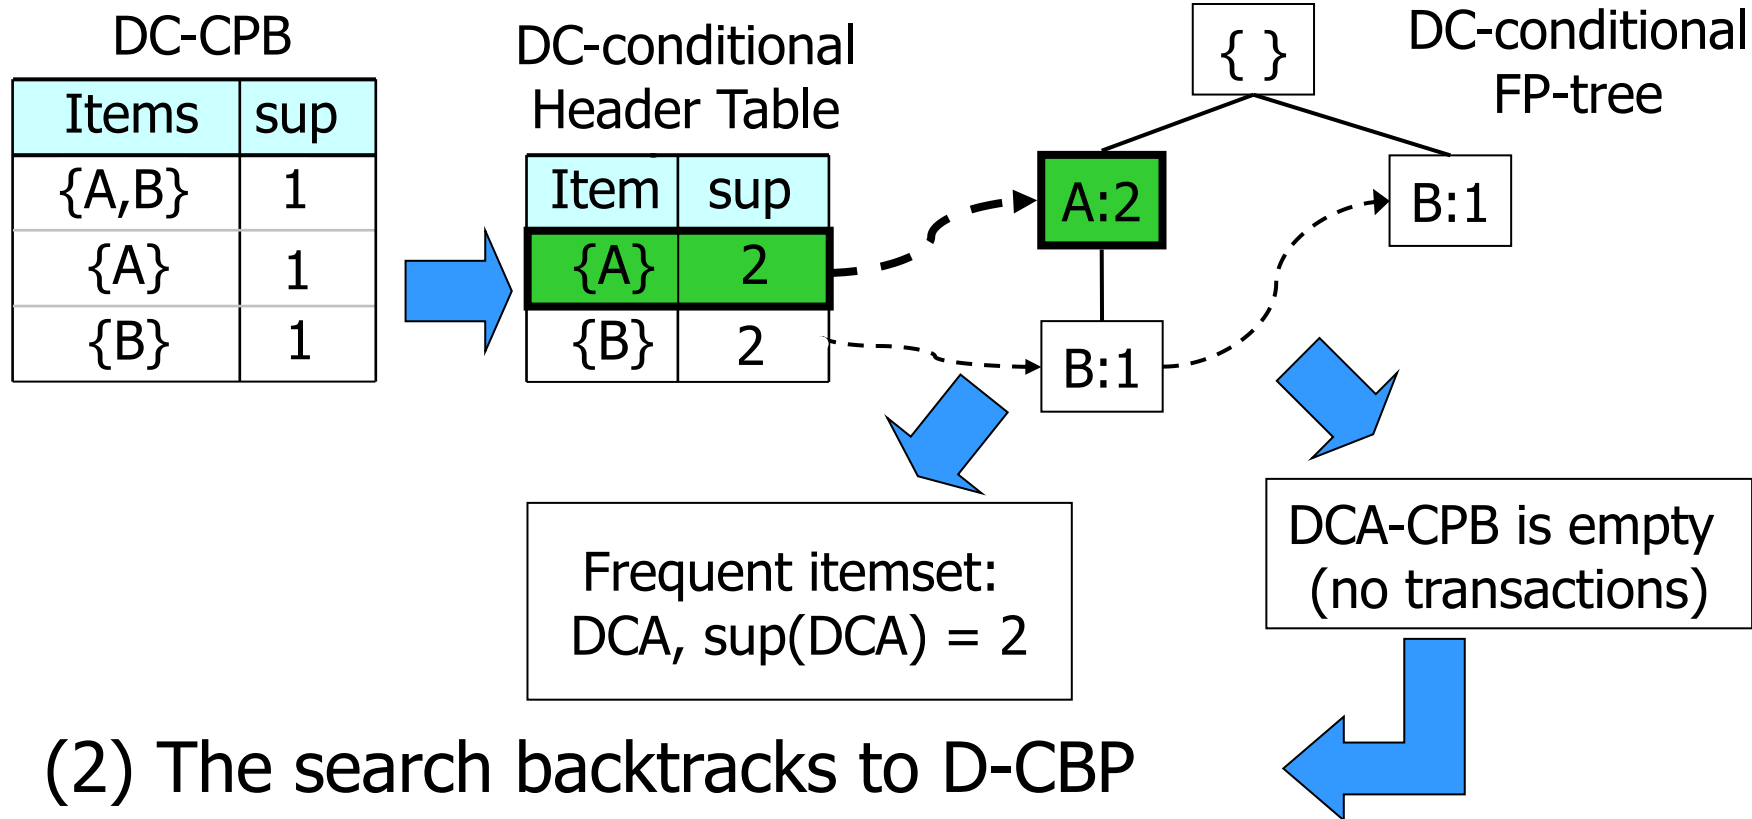 DC-CPB
Items sup
{A,B} 1
{A} 1
{B} 1
DC-conditional
Header Table
Item sup
{A} 2
{B} 2
{ }
DC-conditional
FP-tree
A:2
B:1
B:1
Frequent itemset:
DCA, sup(DCA) = 2
DCA-CPB is empty
(no transactions)
(2) The search backtracks to D-CBP